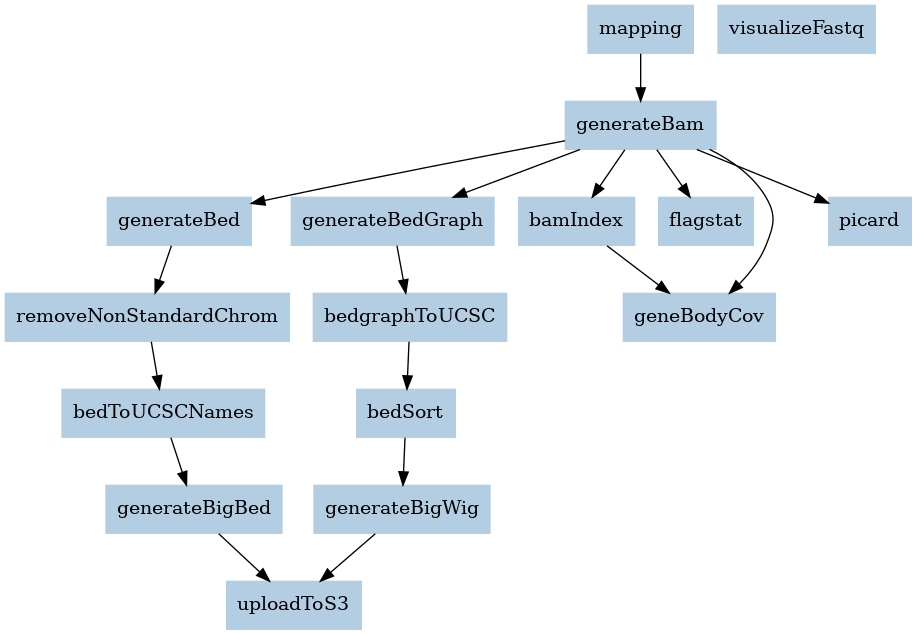 mapping
visualizeFastq
generateBam
generateBed
generateBedGraph
bamIndex
flagstat
picard
removeNonStandardChrom
bedgraphToUCSC
geneBodyCov
bedToUCSCNames
bedSort
generateBigBed
generateBigWig
uploadToS3